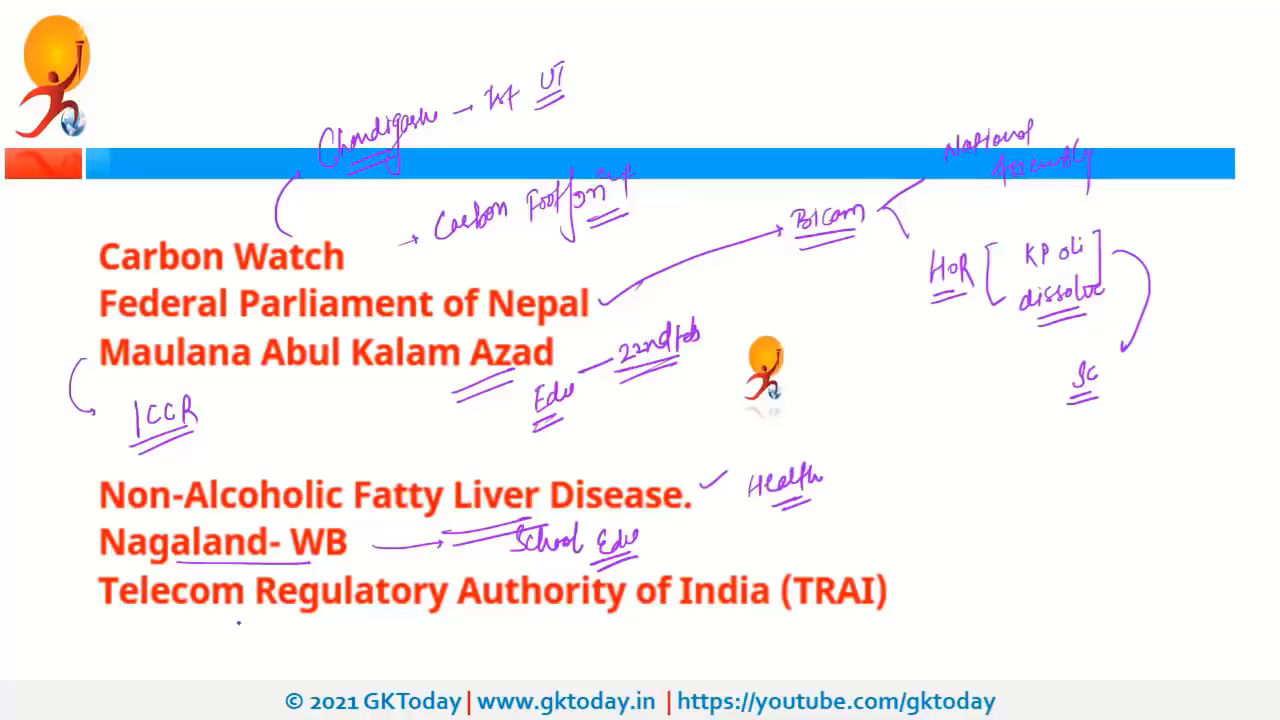 Chandigarh → 1st UT
→ Carbon Footprint
National
Assembly
Bicam
HOR [ KP Oli
dissolve ]
SC
Carbon Watch
Federal Parliament of Nepal
Maulana Abul Kalam Azad
Edu — 22nd Feb
ICCR
Non-Alcoholic Fatty Liver Disease.
Health
Nagaland- WB
School Edu
Telecom Regulatory Authority of India (TRAI)
© 2021 GKToday | www.gktoday.in | https://youtube.com/gktoday